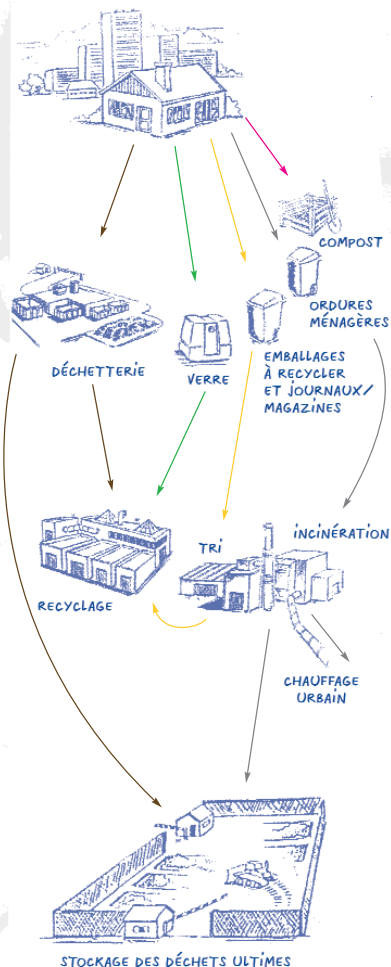 COMPOST
ORDURES
MÉNAGÈRES
DÉCHETTERIE
VERRE
EMBALLAGES
À RECYCLER
ET JOURNAUX/
MAGAZINES
INCINÉRATION
TRI
RECYCLAGE
CHAUFFAGE
URBAIN
STOCKAGE DES DÉCHETS ULTIMES